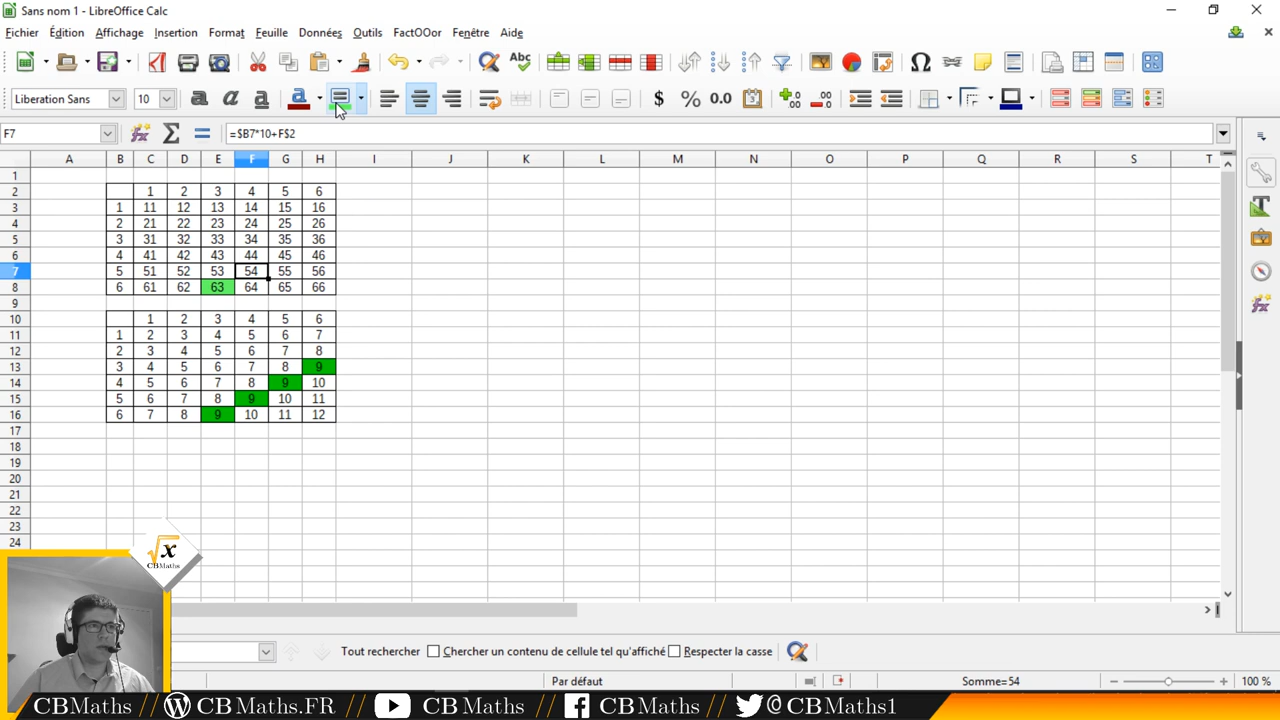 Sans nom 1 - LibreOffice Calc
Fichier Édition Affichage Insertion Format Feuille Données Outils FactOOor Fenêtre Aide
Abc
Liberation Sans 10 a a a a $ % 0.0
F7 =$B7*10+F$2
A B C D E F G H I J K L M N O P Q R S T
1
2 1 2 3 4 5 6
3 1 11 12 13 14 15 16
4 2 21 22 23 24 25 26
5 3 31 32 33 34 35 36
6 4 41 42 43 44 45 46
7 5 51 52 53 54 55 56
8 6 61 62 63 64 65 66
9
10 1 2 3 4 5 6
11 1 2 3 4 5 6 7
12 2 3 4 5 6 7 8
13 3 4 5 6 7 8 9
14 4 5 6 7 8 9 10
15 5 6 7 8 9 10 11
16 6 7 8 9 10 11 12
17
18
19
20
21
22
23
24
√x
CBMaths
Tout rechercher Chercher un contenu de cellule tel qu'affiché Respecter la casse
Par défaut Somme=54 100 %
CBMaths // CBMaths.FR // CBMaths // CBMaths // @CBMaths1